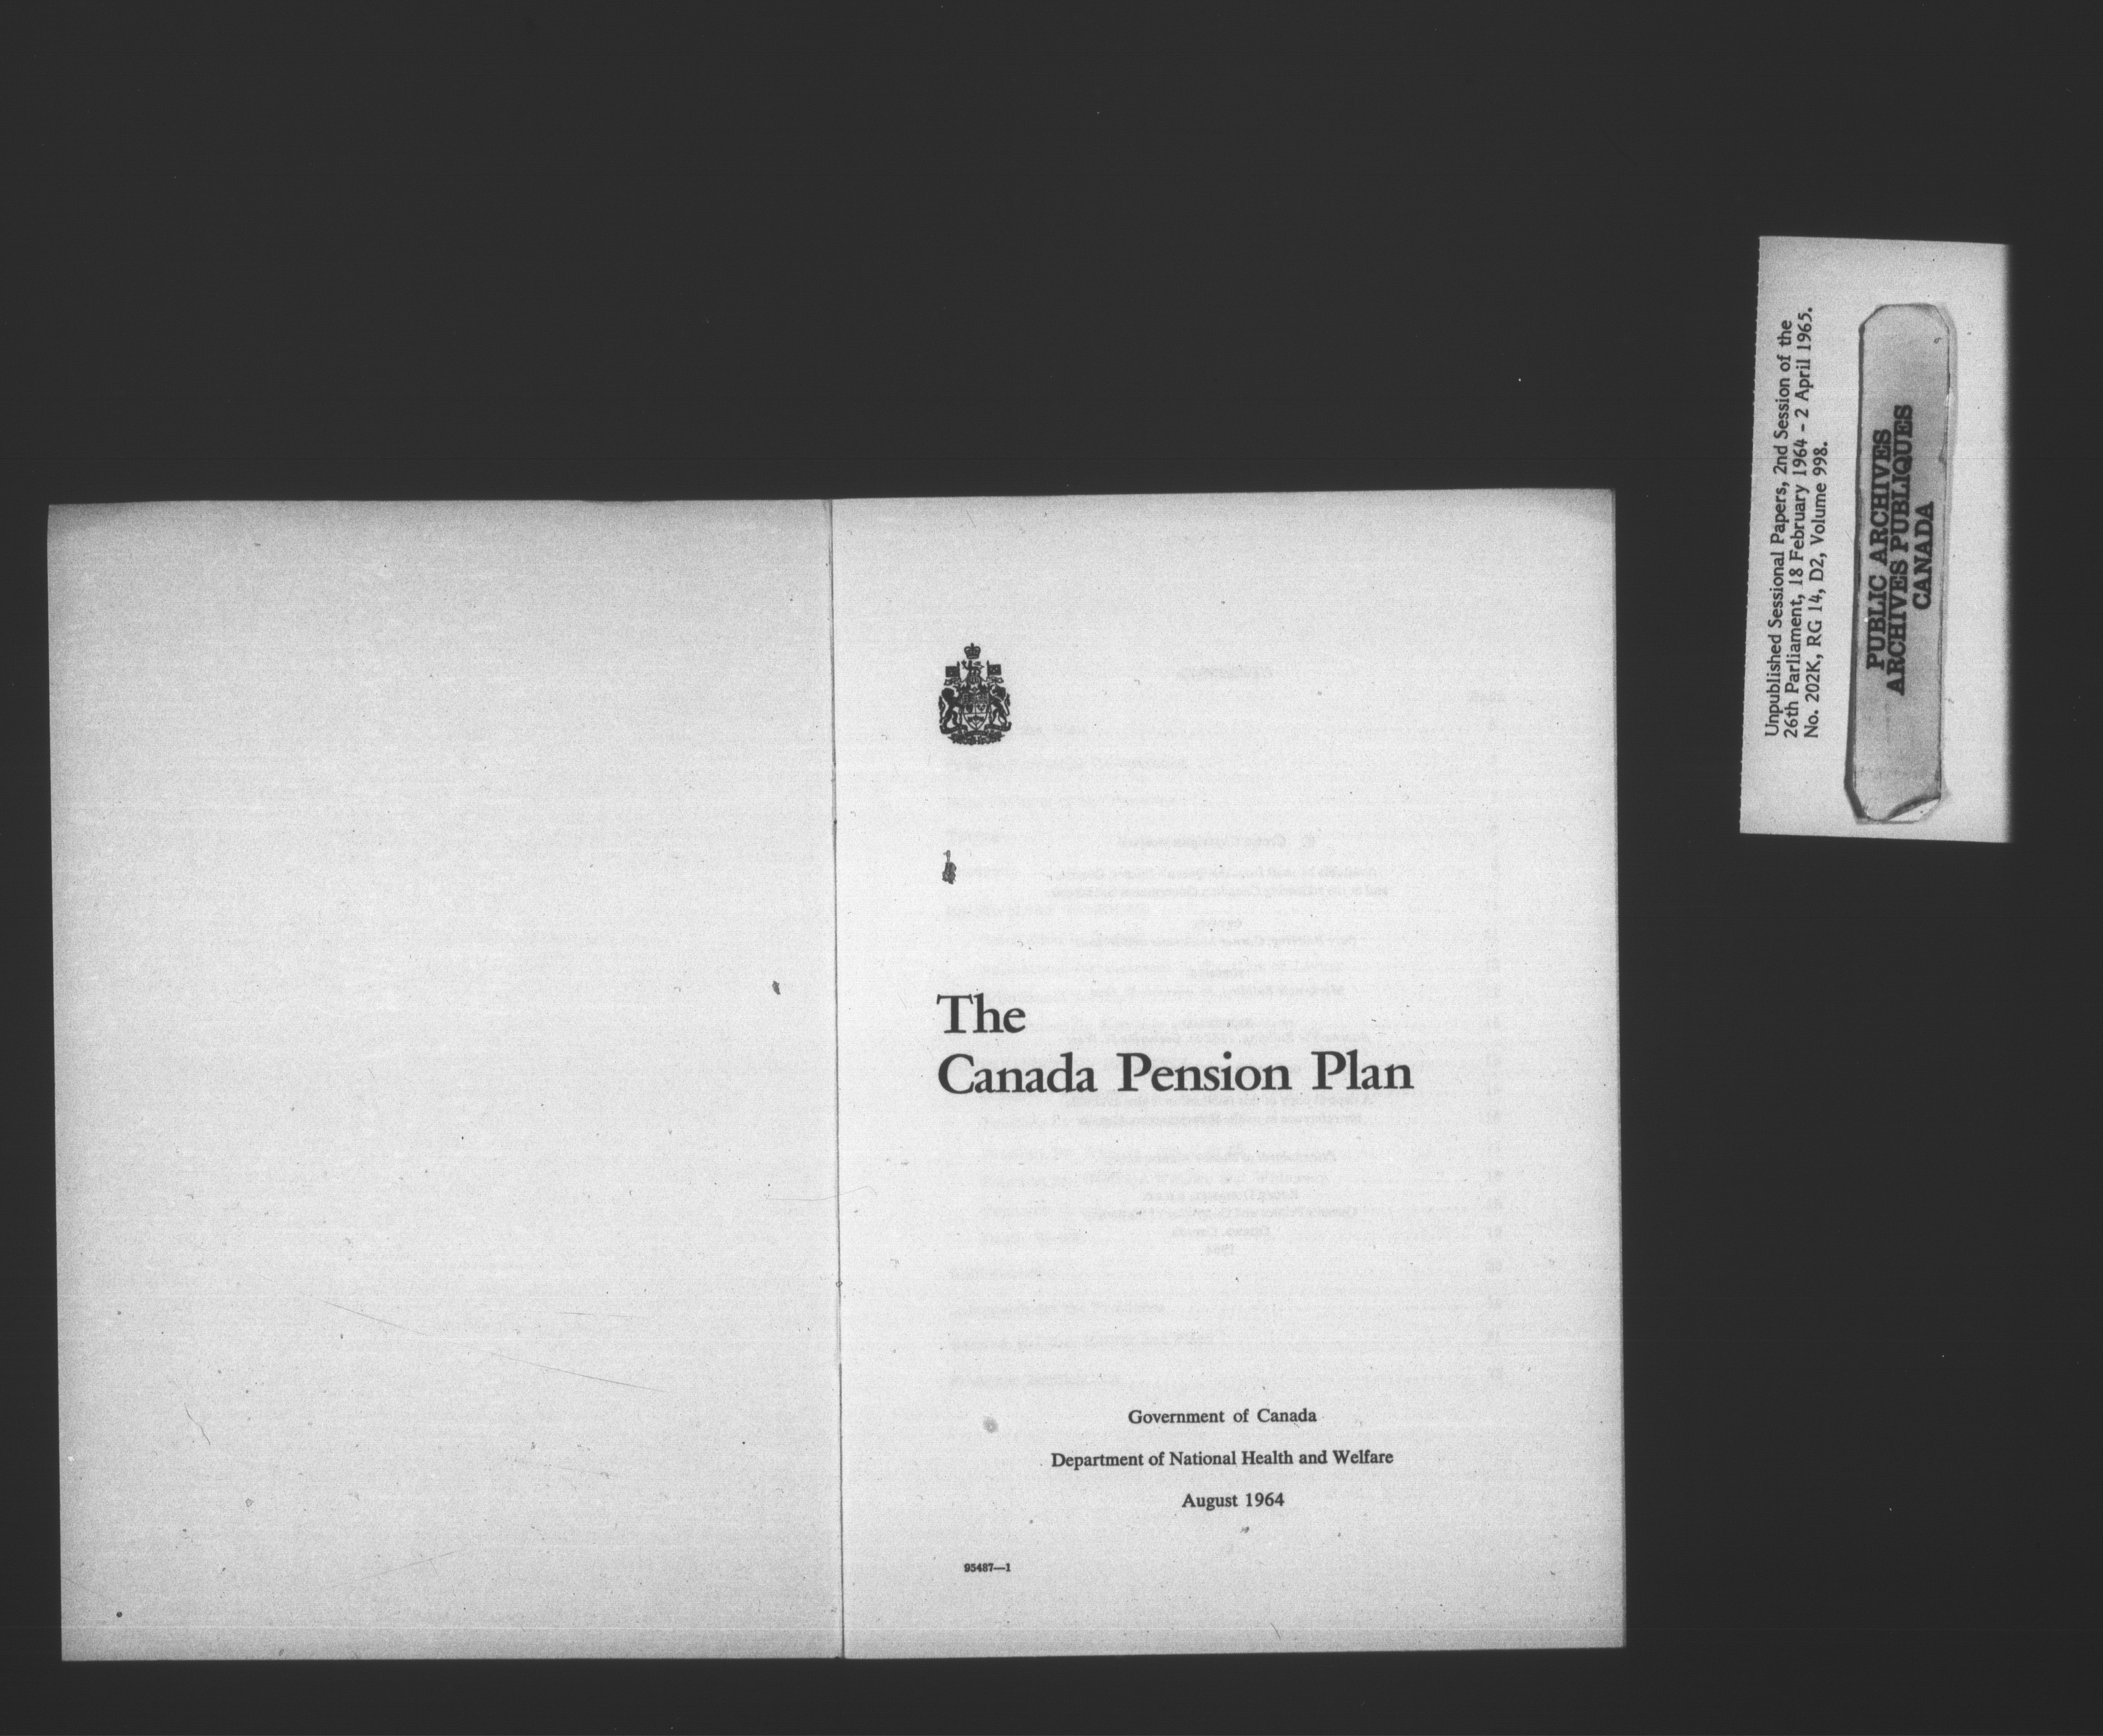 The
Canada Pension Plan
Government of Canada
Department of National Health and Welfare
August 1964
95487—1
Unpublished Sessional Papers, 2nd Session of the
26th Parliament, 18 February 1964 - 2 April 1965.
No. 202K, RG 14, D2, Volume 998.
PUBLIC ARCHIVES
ARCHIVES PUBLIQUES
CANADA